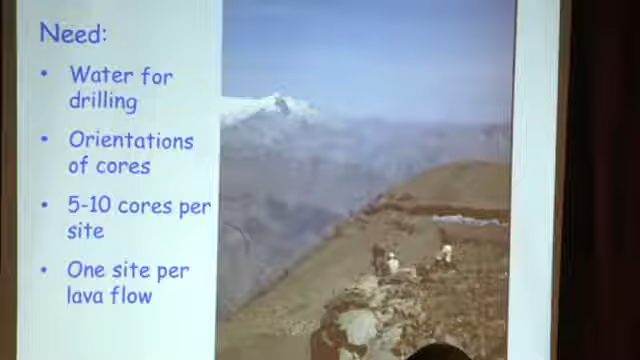 Need:
• Water for
drilling
• Orientations
of cores
• 5-10 cores per
site
• One site per
lava flow